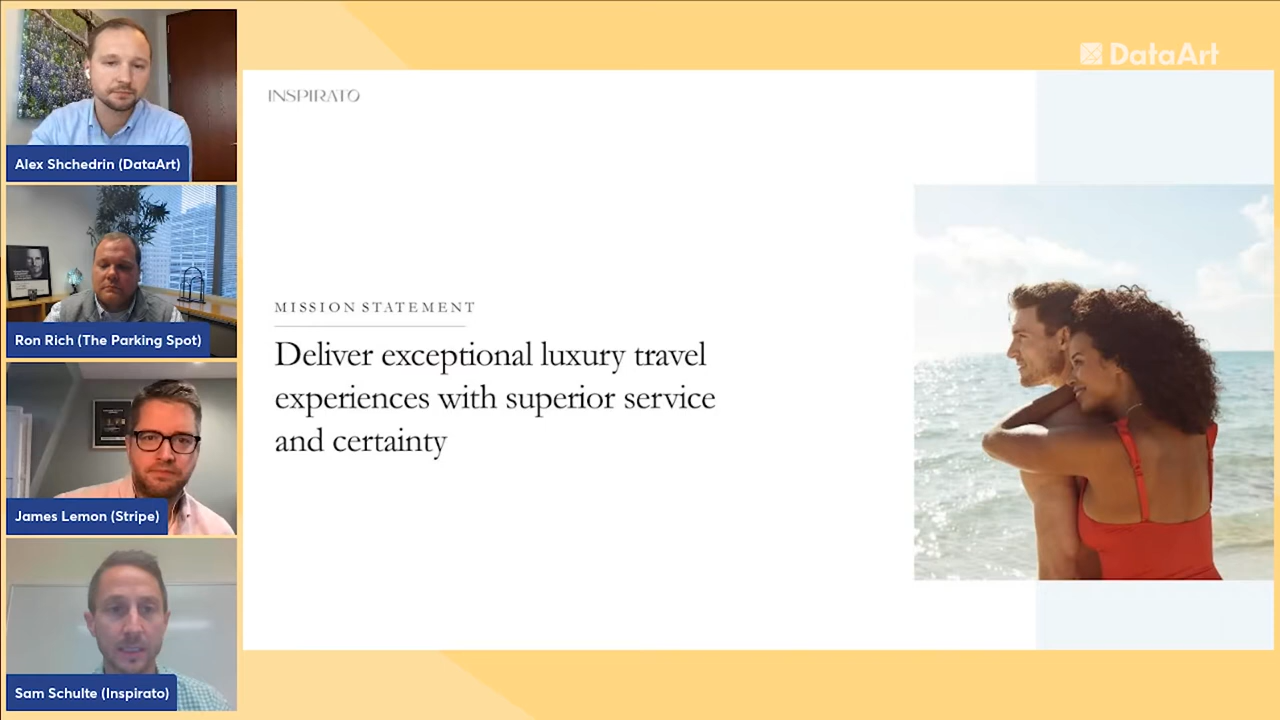 DataArt
Alex Shchedrin (DataArt)
Ron Rich (The Parking Spot)
James Lemon (Stripe)
Sam Schulte (Inspirato)
INSPIRATO
MISSION STATEMENT
Deliver exceptional luxury travel
experiences with superior service
and certainty